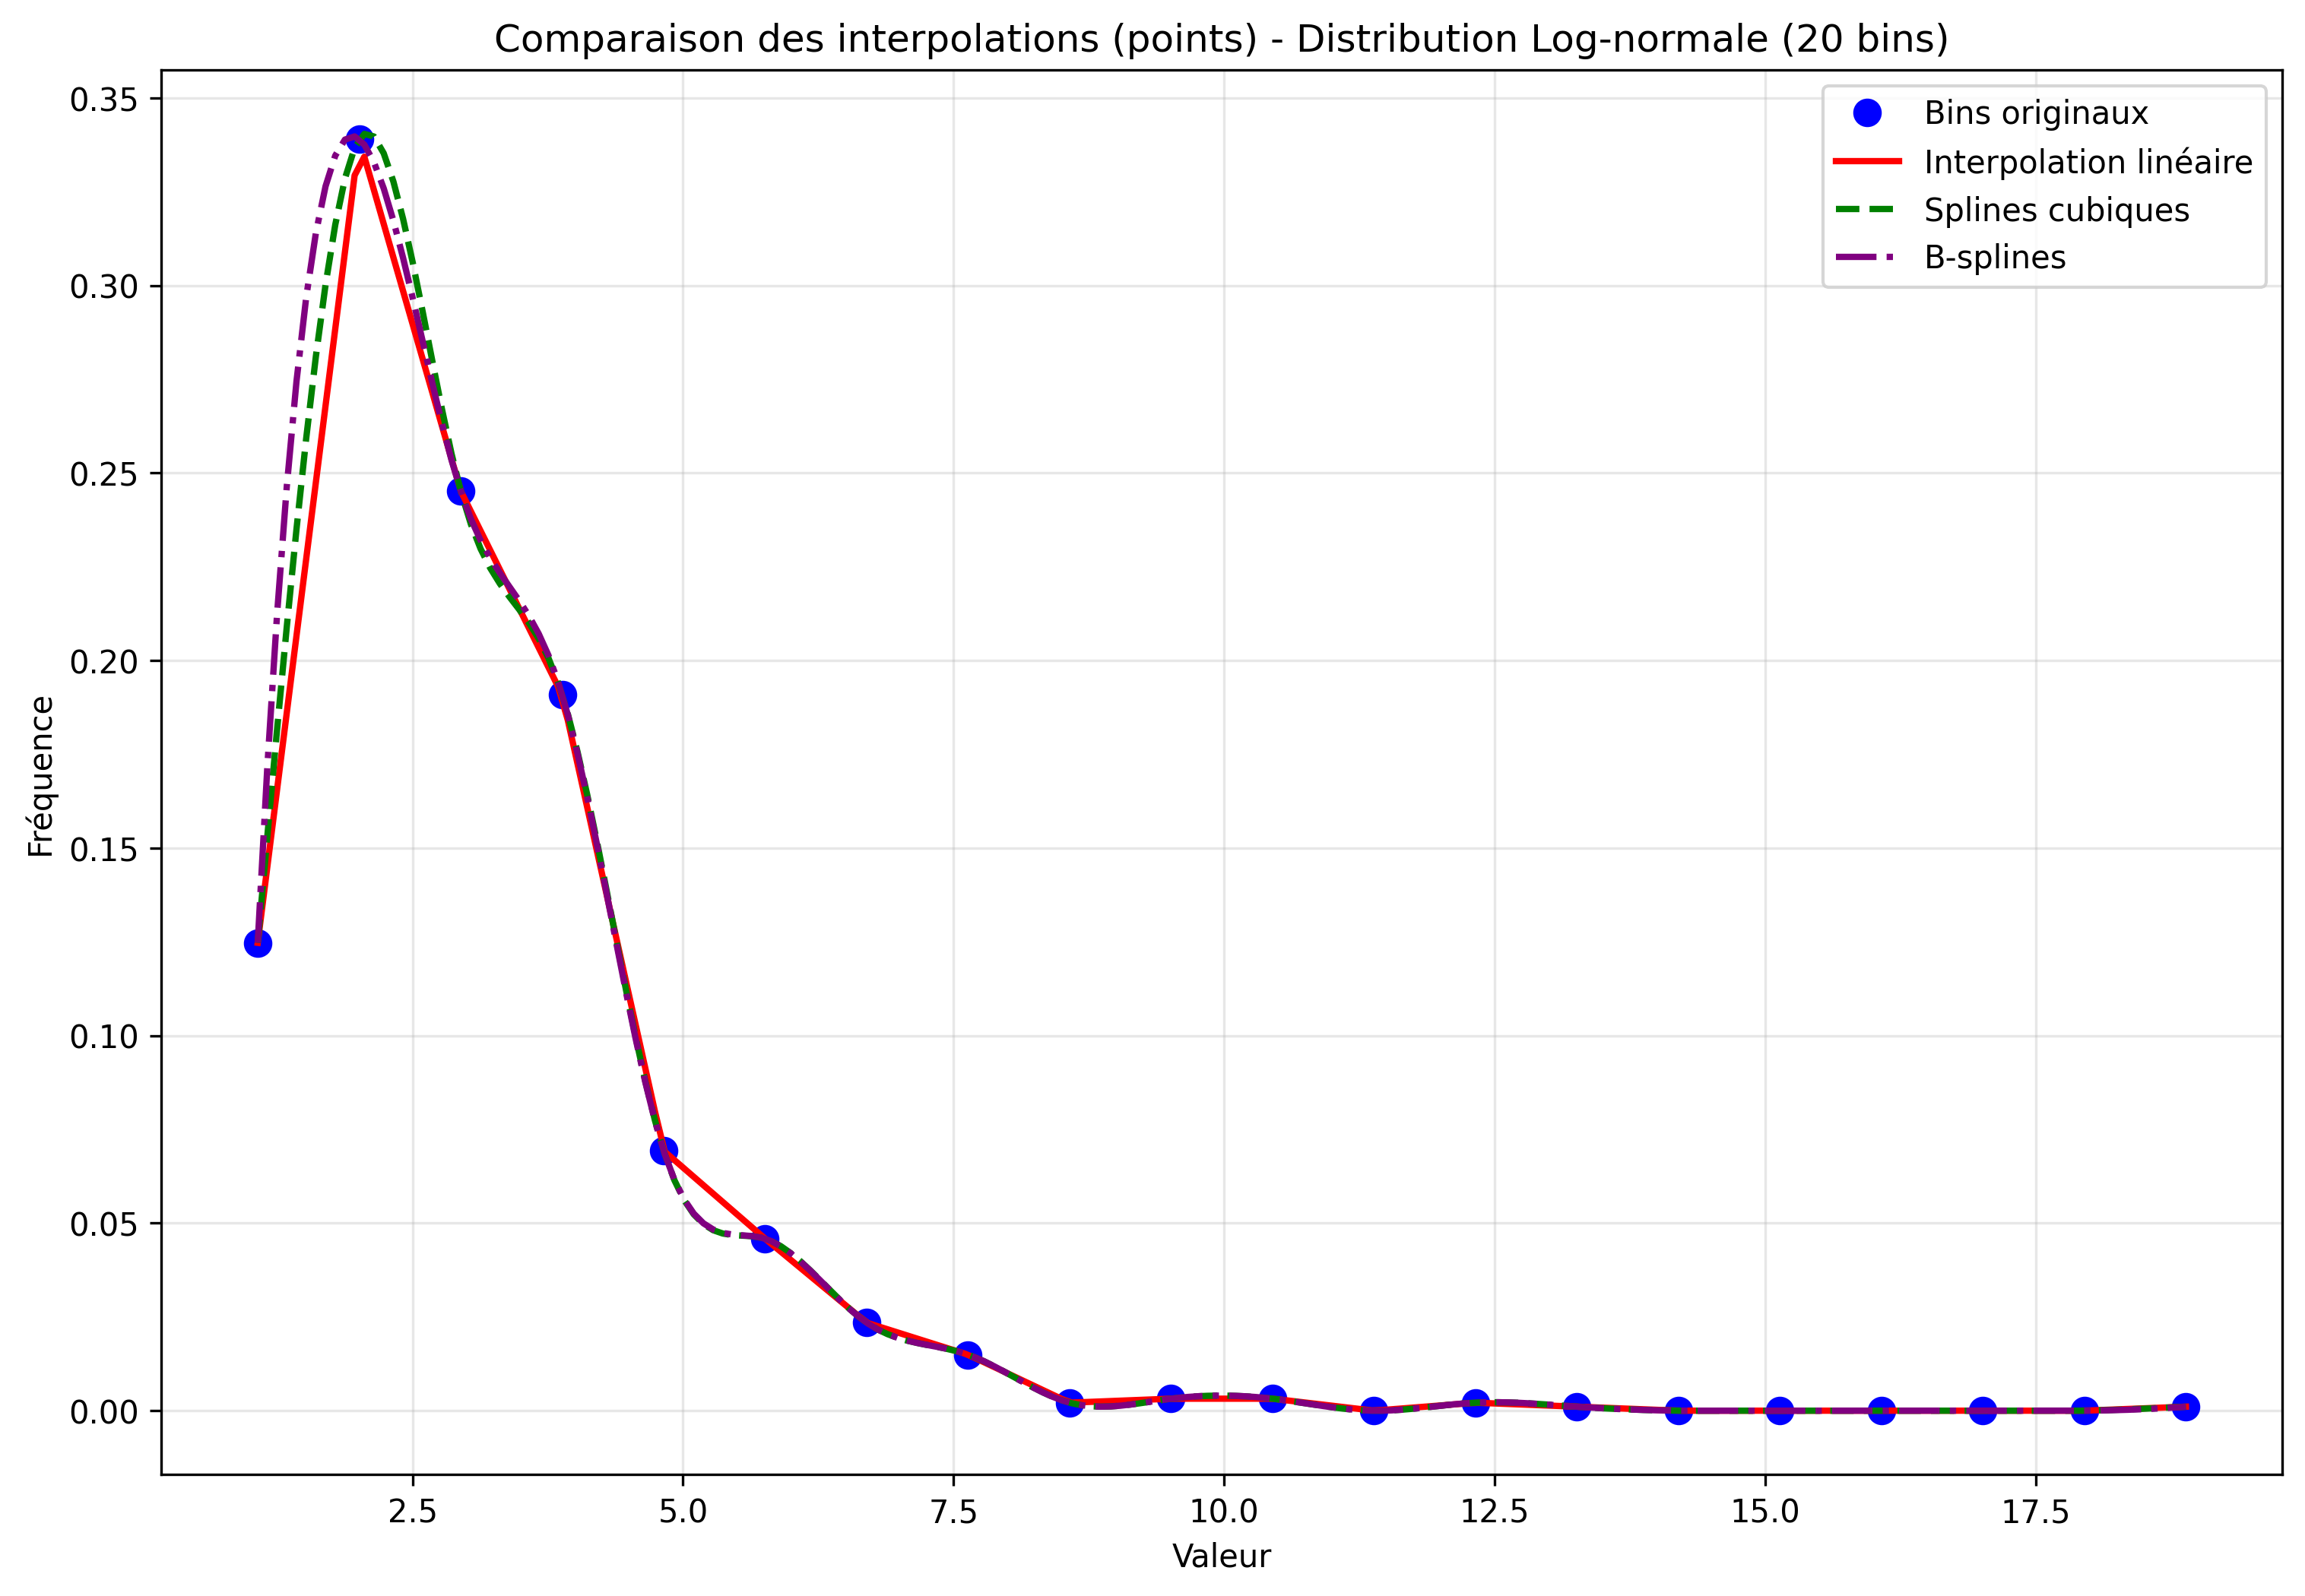 Comparaison des interpolations (points) - Distribution Log-normale (20 bins)
Bins originaux
Interpolation linéaire
Splines cubiques
B-splines
Fréquence
0.35
0.30
0.25
0.20
0.15
0.10
0.05
0.00
2.5 5.0 7.5 10.0 12.5 15.0 17.5
Valeur